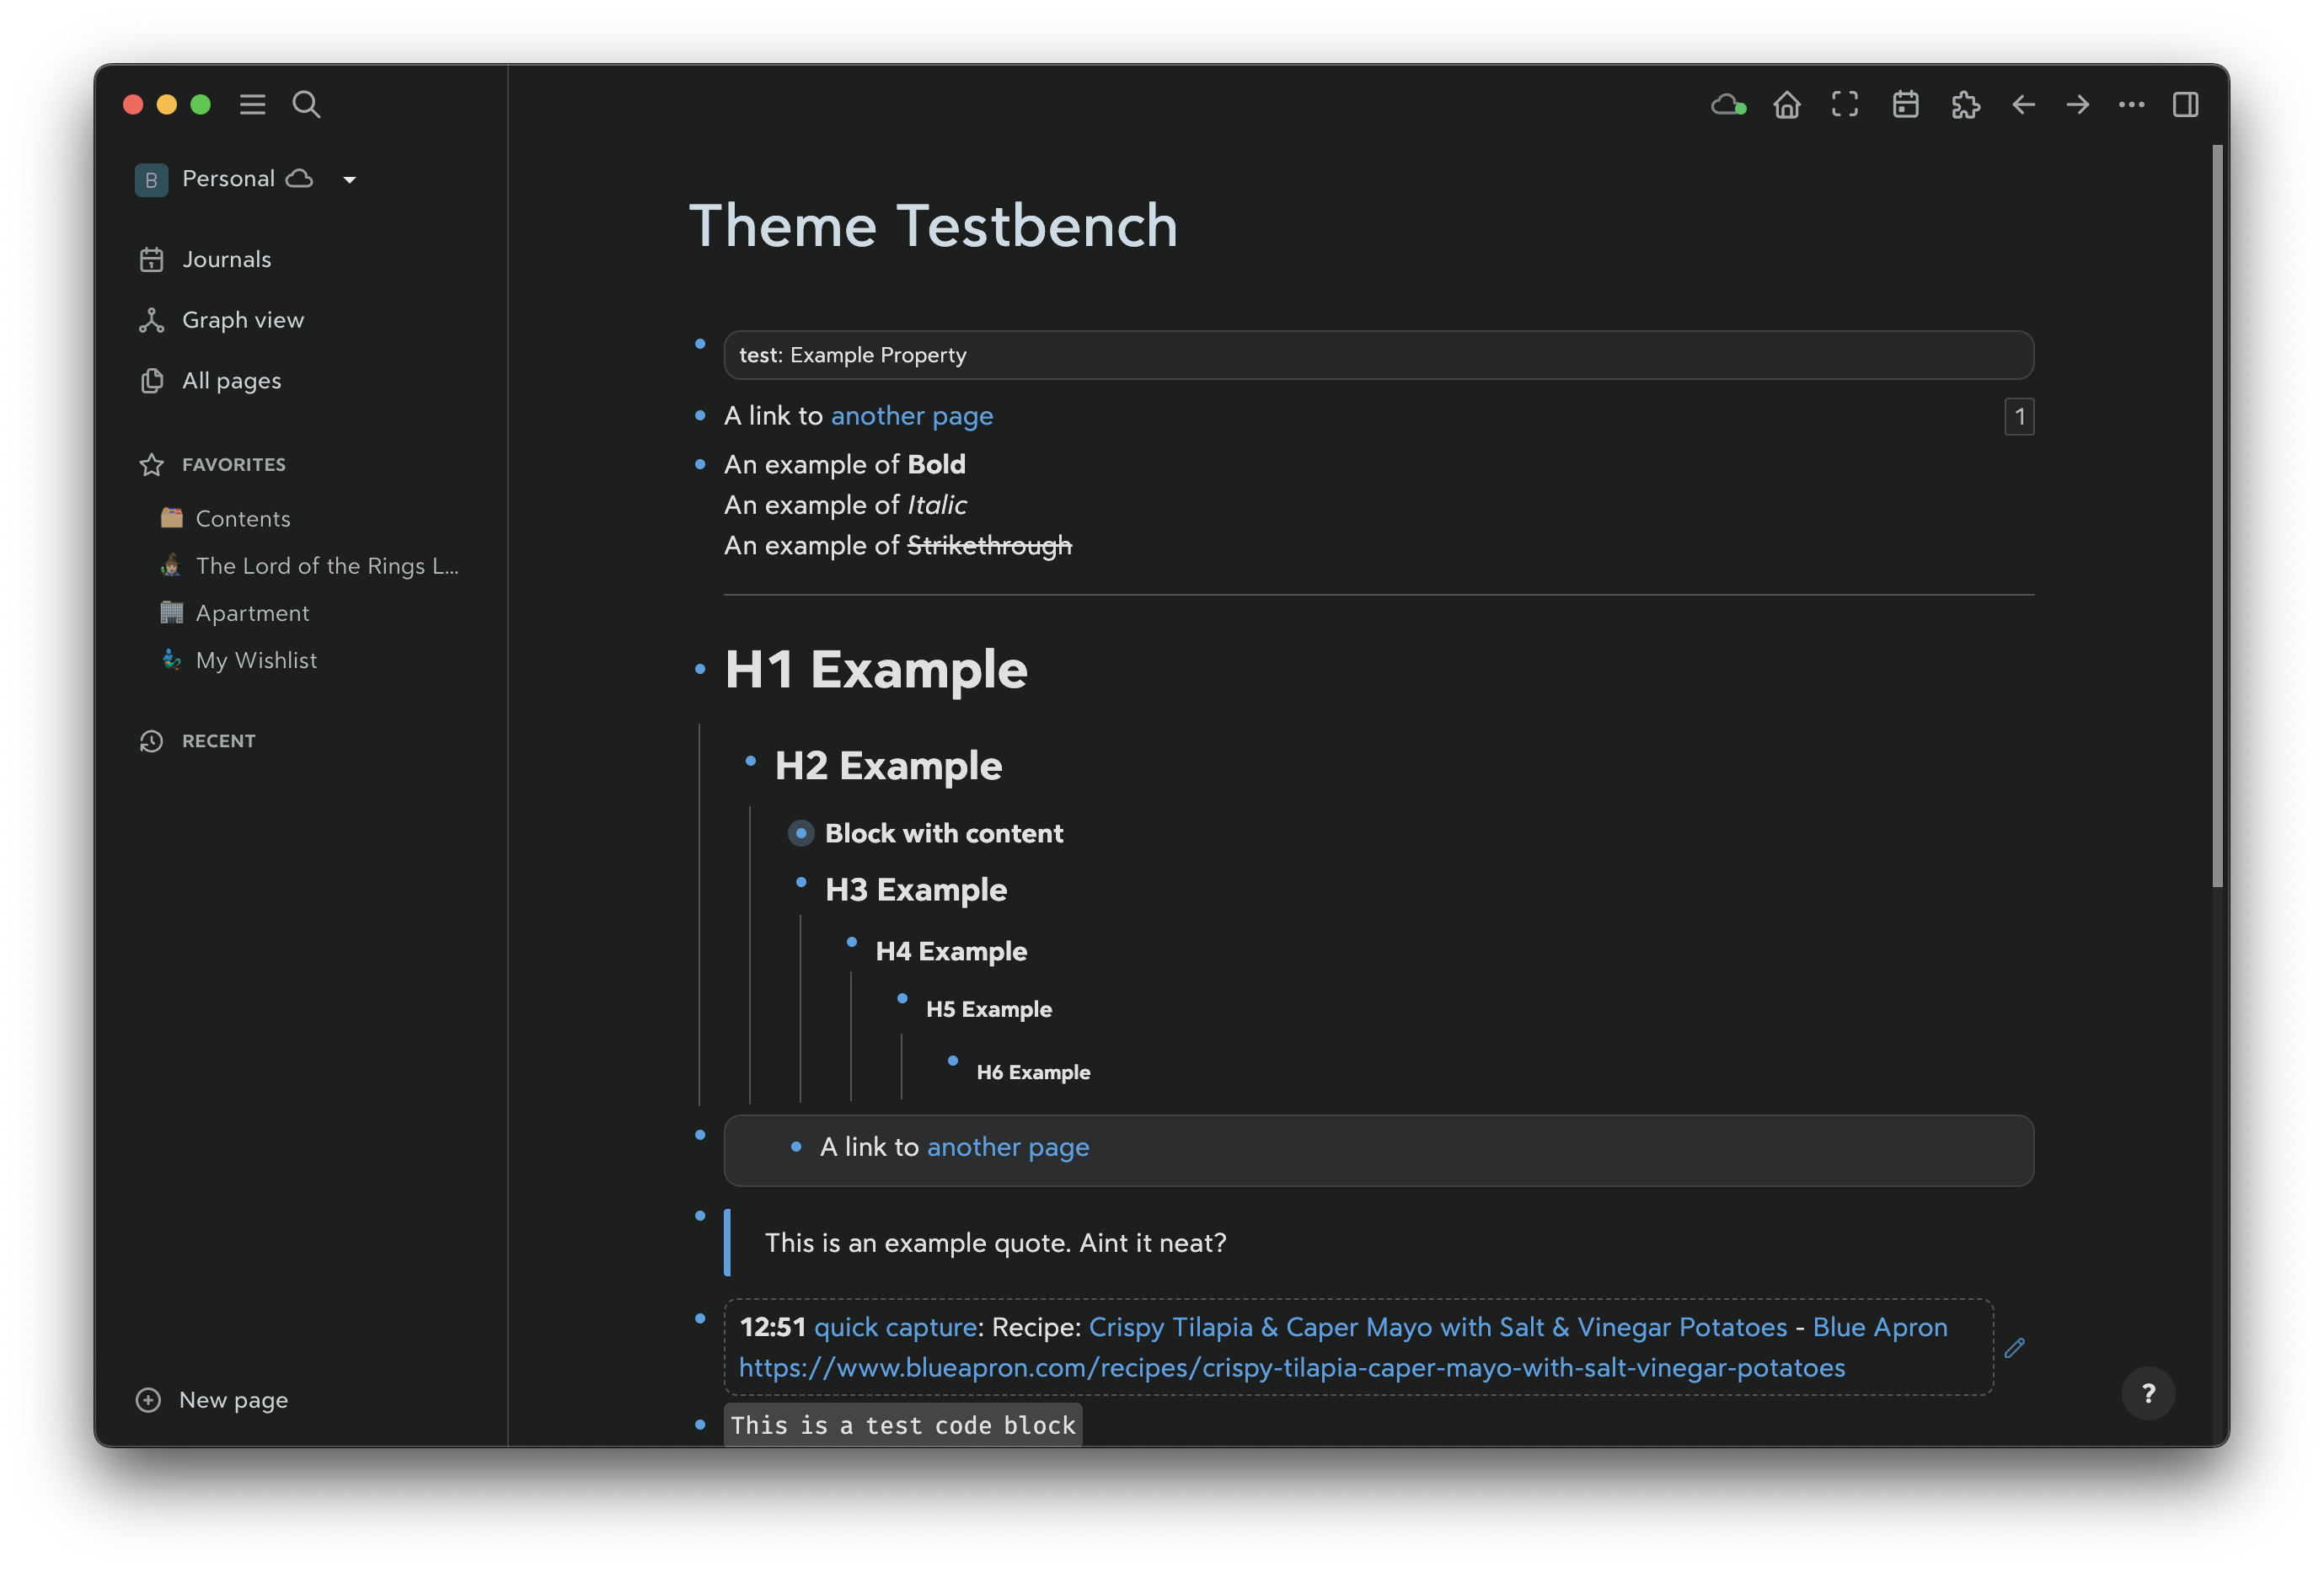 B Personal
Journals
Graph view
All pages
FAVORITES
Contents
The Lord of the Rings L...
Apartment
My Wishlist
RECENT
New page
Theme Testbench
test: Example Property
A link to another page
1
An example of Bold
An example of Italic
An example of Strikethrough
H1 Example
H2 Example
Block with content
H3 Example
H4 Example
H5 Example
H6 Example
A link to another page
This is an example quote. Aint it neat?
12:51 quick capture: Recipe: Crispy Tilapia & Caper Mayo with Salt & Vinegar Potatoes - Blue Apron
https://www.blueapron.com/recipes/crispy-tilapia-caper-mayo-with-salt-vinegar-potatoes
This is a test code block
?